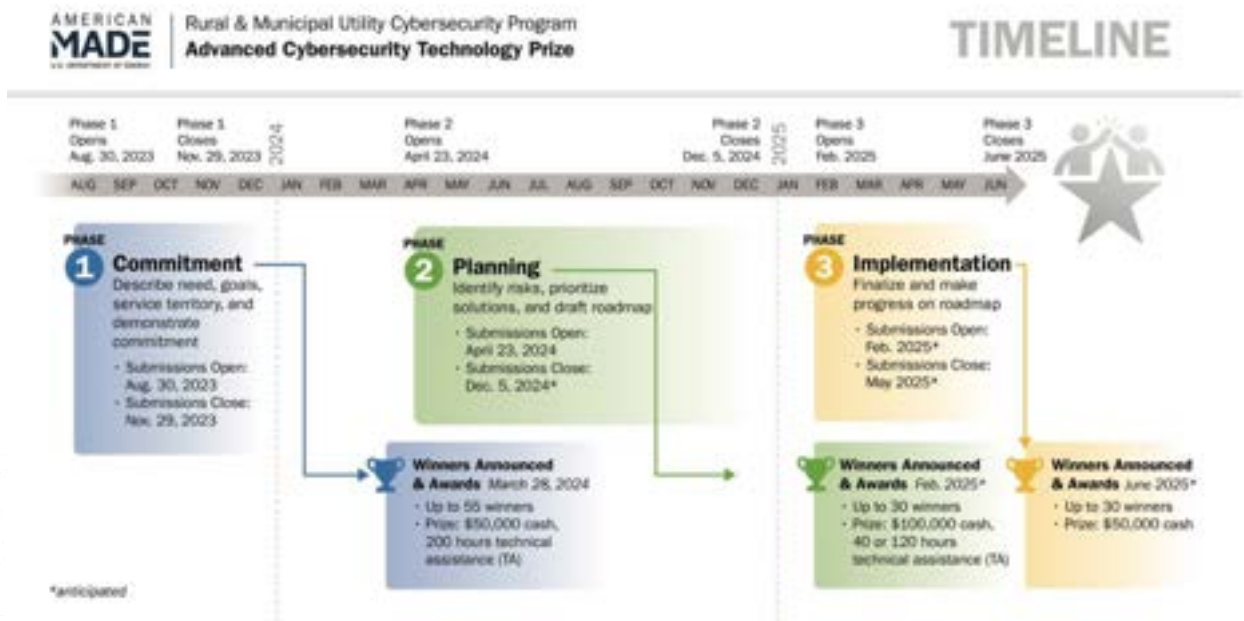 AMERICAN
MADE
U.S. DEPARTMENT OF ENERGY
Rural & Municipal Utility Cybersecurity Program
Advanced Cybersecurity Technology Prize
TIMELINE
Phase 1
Opens
Aug. 30, 2023
Phase 1
Closes
Nov. 29, 2023
2024
Phase 2
Opens
April 23, 2024
Phase 2
Closes
Dec. 5, 2024
2025
Phase 3
Opens
Feb. 2025
Phase 3
Closes
June 2025
AUG SEP OCT NOV DEC JAN FEB MAR APR MAY JUN JUL AUG SEP OCT NOV DEC JAN FEB MAR APR MAY JUN
PHASE
1
Commitment
Describe need, goals,
service territory, and
demonstrate
commitment
· Submissions Open:
Aug. 30, 2023
· Submissions Close:
Nov. 29, 2023
PHASE
2
Planning
Identify risks, prioritize
solutions, and draft roadmap
· Submissions Open:
April 23, 2024
· Submissions Close:
Dec. 5, 2024*
PHASE
3
Implementation
Finalize and make
progress on roadmap
· Submissions Open:
Feb. 2025*
· Submissions Close:
May 2025*
Winners Announced
& Awards March 28, 2024
· Up to 55 winners
· Prize: $50,000 cash,
200 hours technical
assistance (TA)
Winners Announced
& Awards Feb. 2025*
· Up to 30 winners
· Prize: $100,000 cash,
40 or 120 hours
technical assistance (TA)
Winners Announced
& Awards June 2025*
· Up to 30 winners
· Prize: $50,000 cash
*anticipated